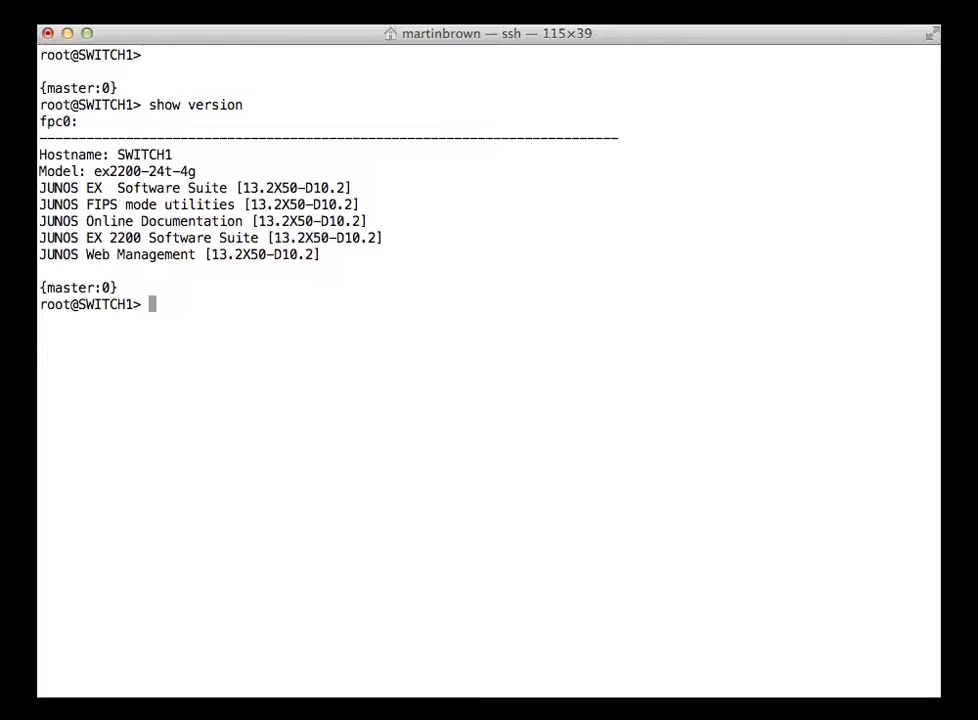 martinbrown — ssh — 115×39
root@SWITCH1>
{master:0}
root@SWITCH1> show version
fpc0:
--------------------------------------------------------------------------
Hostname: SWITCH1
Model: ex2200-24t-4g
JUNOS EX  Software Suite [13.2X50-D10.2]
JUNOS FIPS mode utilities [13.2X50-D10.2]
JUNOS Online Documentation [13.2X50-D10.2]
JUNOS EX 2200 Software Suite [13.2X50-D10.2]
JUNOS Web Management [13.2X50-D10.2]
{master:0}
root@SWITCH1>